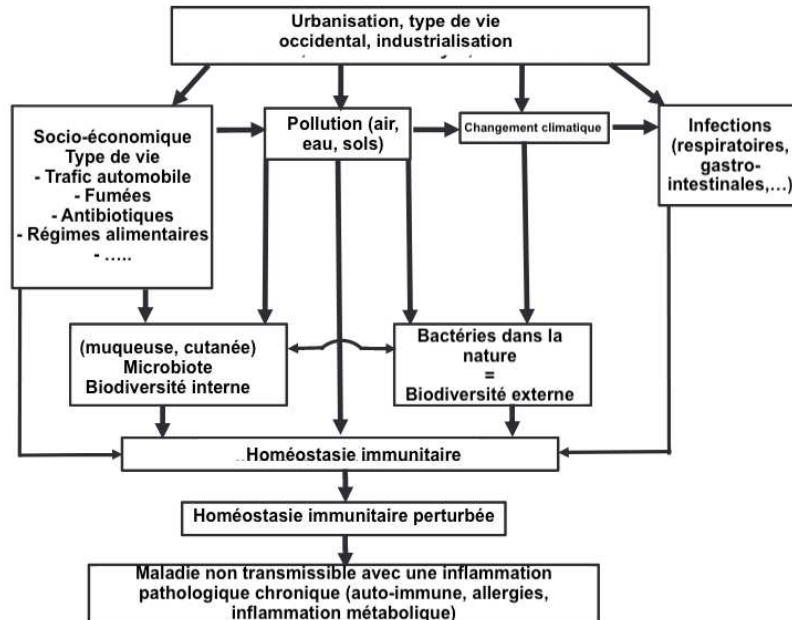 Urbanisation, type de vie
occidental, industrialisation
Socio-économique
Type de vie
- Trafic automobile
- Fumées
- Antibiotiques
- Régimes alimentaires
- .....
Pollution (air,
eau, sols)
Changement climatique
Infections
(respiratoires,
gastro-
intestinales,...)
(muqueuse, cutanée)
Microbiote
Biodiversité interne
Bactéries dans la
nature
=
Biodiversité externe
..Homéostasie immunitaire
Homéostasie immunitaire perturbée
Maladie non transmissible avec une inflammation
pathologique chronique (auto-immune, allergies,
inflammation métabolique)